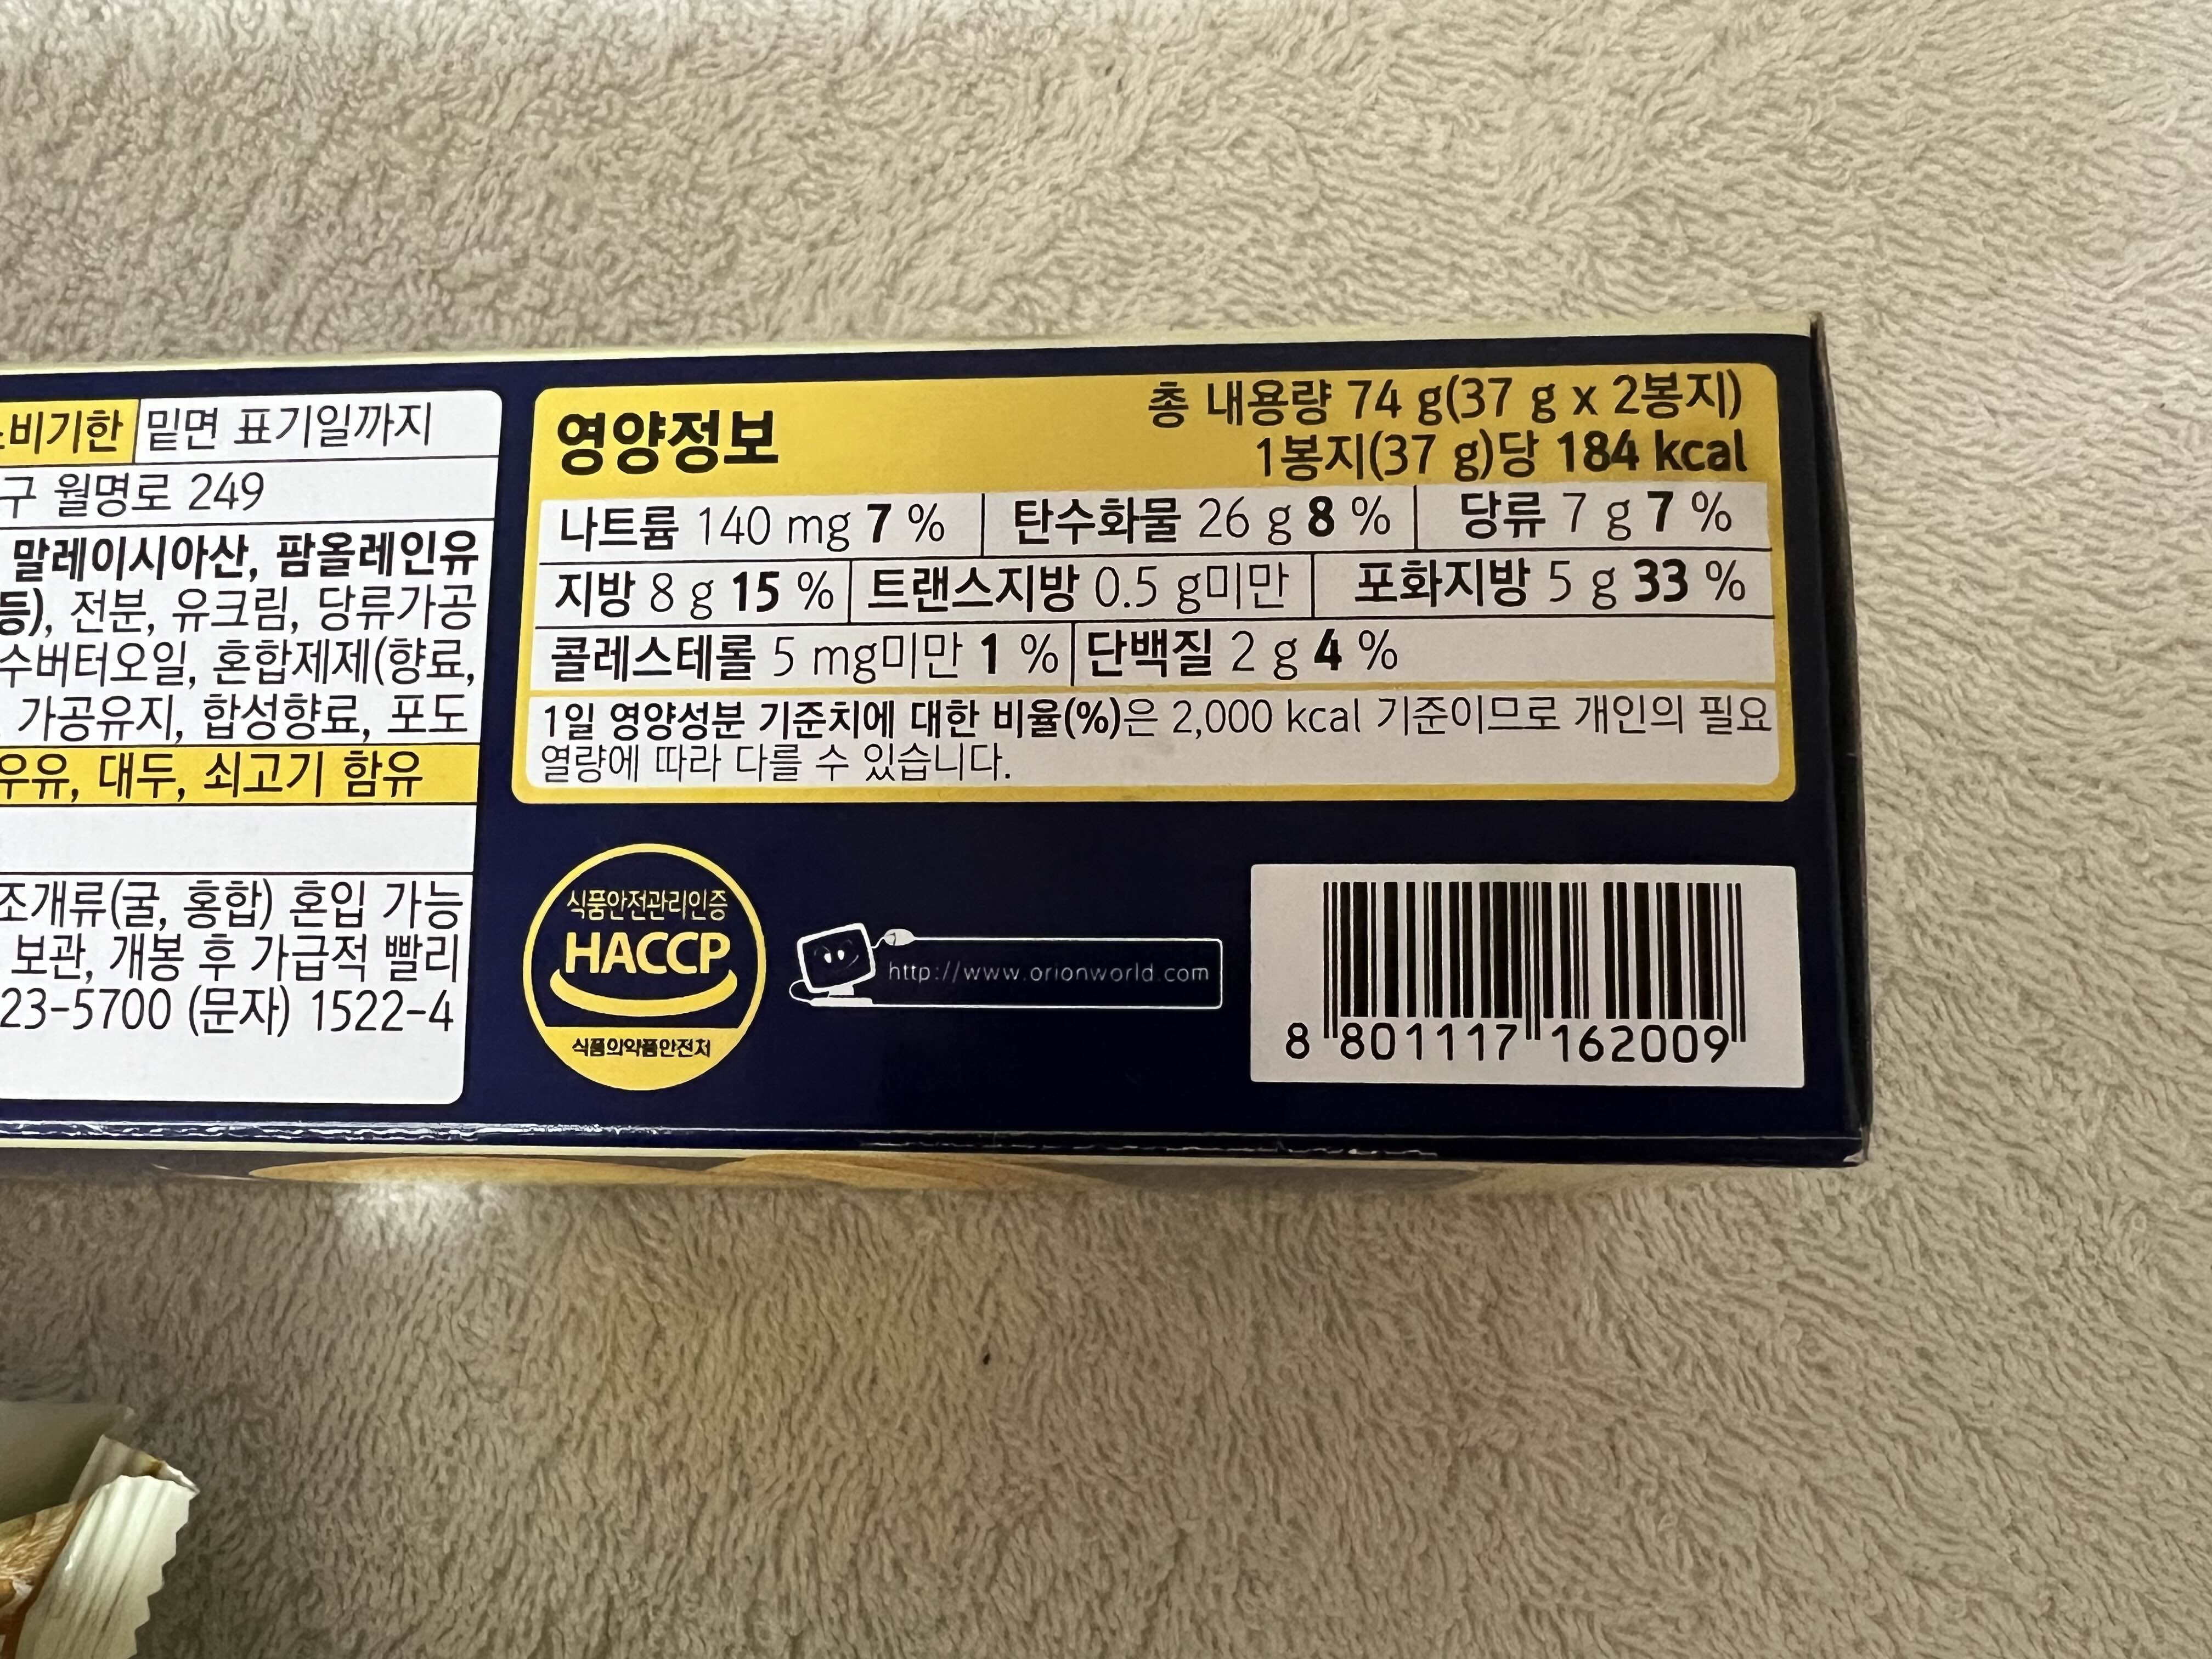 비기한 밑면 표기일까지
구 월명로 249
말레이시아산, 팜올레인유
등), 전분, 유크림, 당류가공
수버터오일, 혼합제제(향료,
가공유지, 합성향료, 포도
우유, 대두, 쇠고기 함유
조개류(굴, 홍합) 혼입 가능
보관, 개봉 후 가급적 빨리
23-5700 (문자) 1522-4
영양정보
총 내용량 74 g(37 g x 2봉지)
1봉지(37 g)당 184 kcal
나트륨 140 mg 7 % 탄수화물 26 g 8 % 당류 7 g 7 %
지방 8 g 15 % 트랜스지방 0.5 g미만 포화지방 5 g 33 %
콜레스테롤 5 mg미만 1 % 단백질 2 g 4 %
1일 영양성분 기준치에 대한 비율(%)은 2,000 kcal 기준이므로 개인의 필요
열량에 따라 다를 수 있습니다.
식품안전관리인증
HACCP
식품의약품안전처
http://www.orionworld.com
8 801117 162009